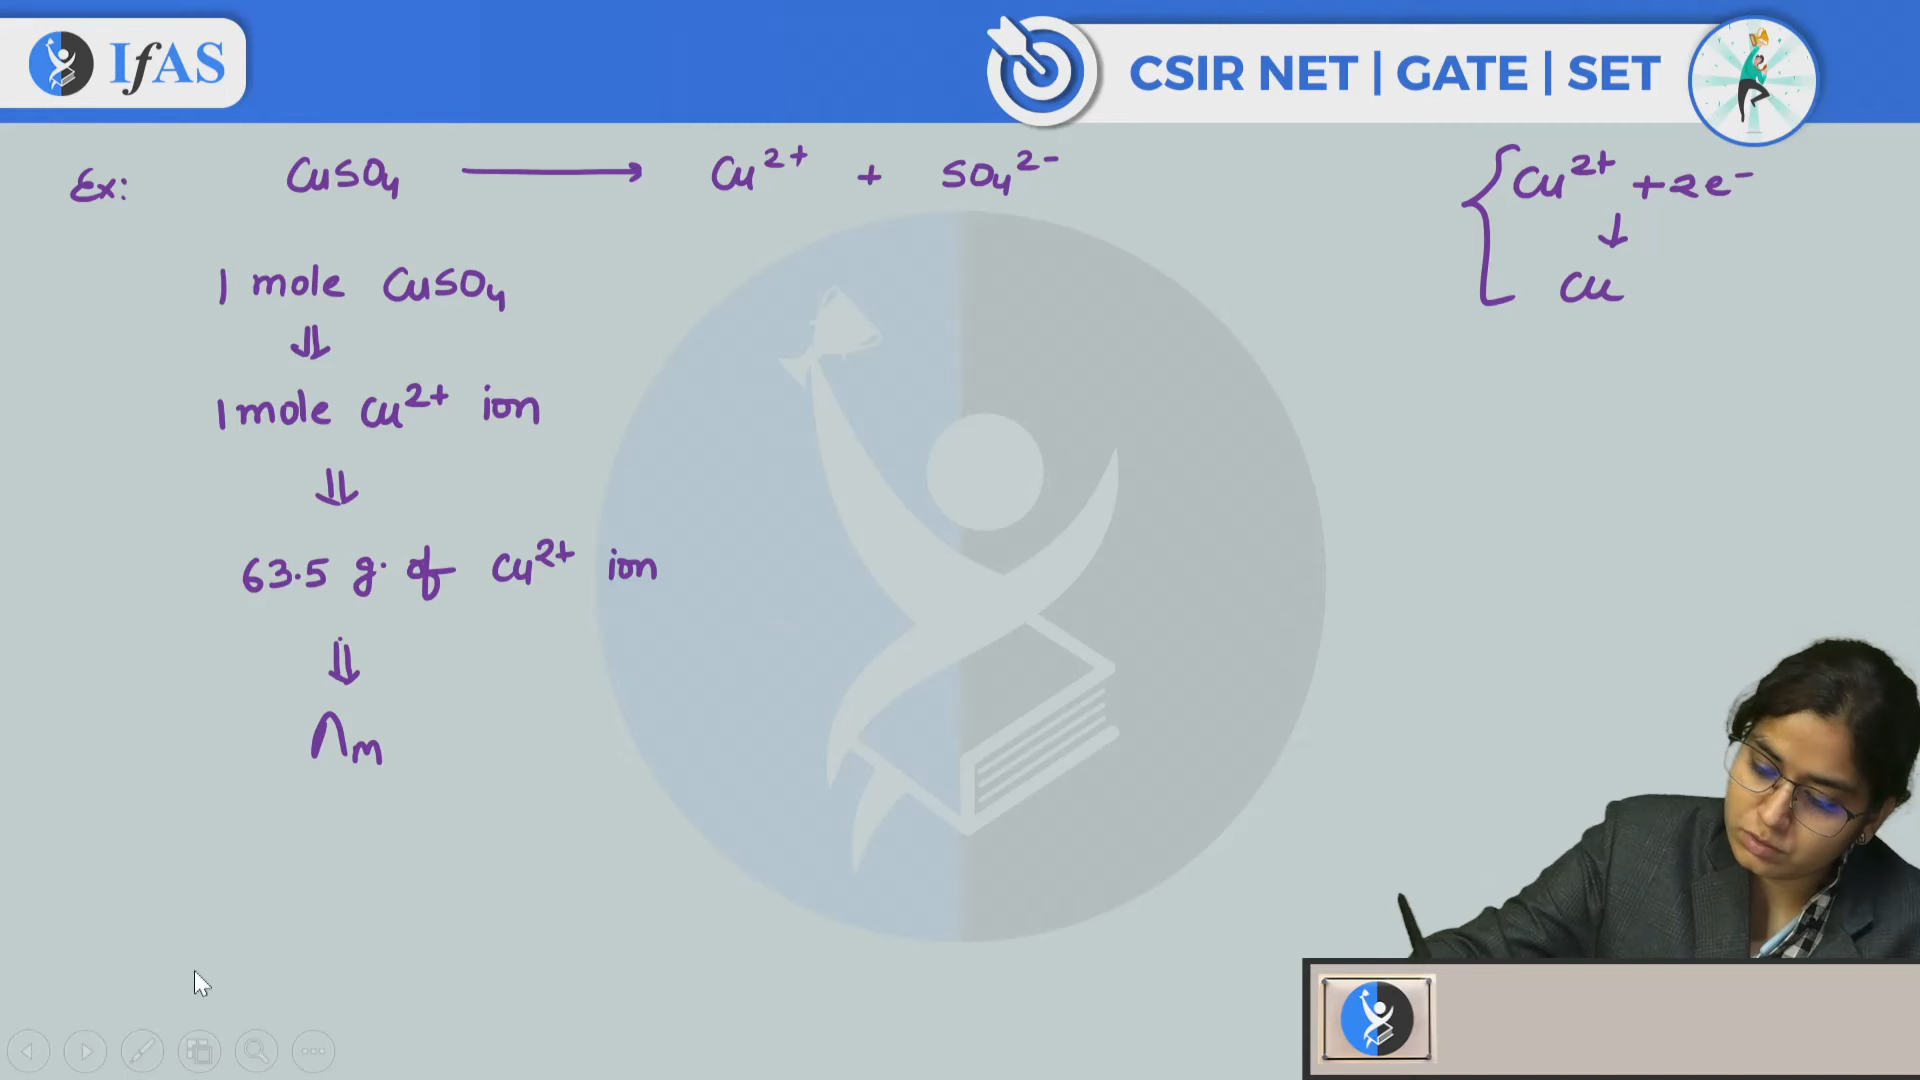 IfAS
CSIR NET | GATE | SET
Ex: CuSO4 ⟶ Cu²⁺ + SO4²⁻
Cu²⁺ + 2e⁻
↓
Cu
1 mole CuSO4
⇓
1 mole Cu²⁺ ion
⇓
63.5 g. of Cu²⁺ ion
⇓
Λm